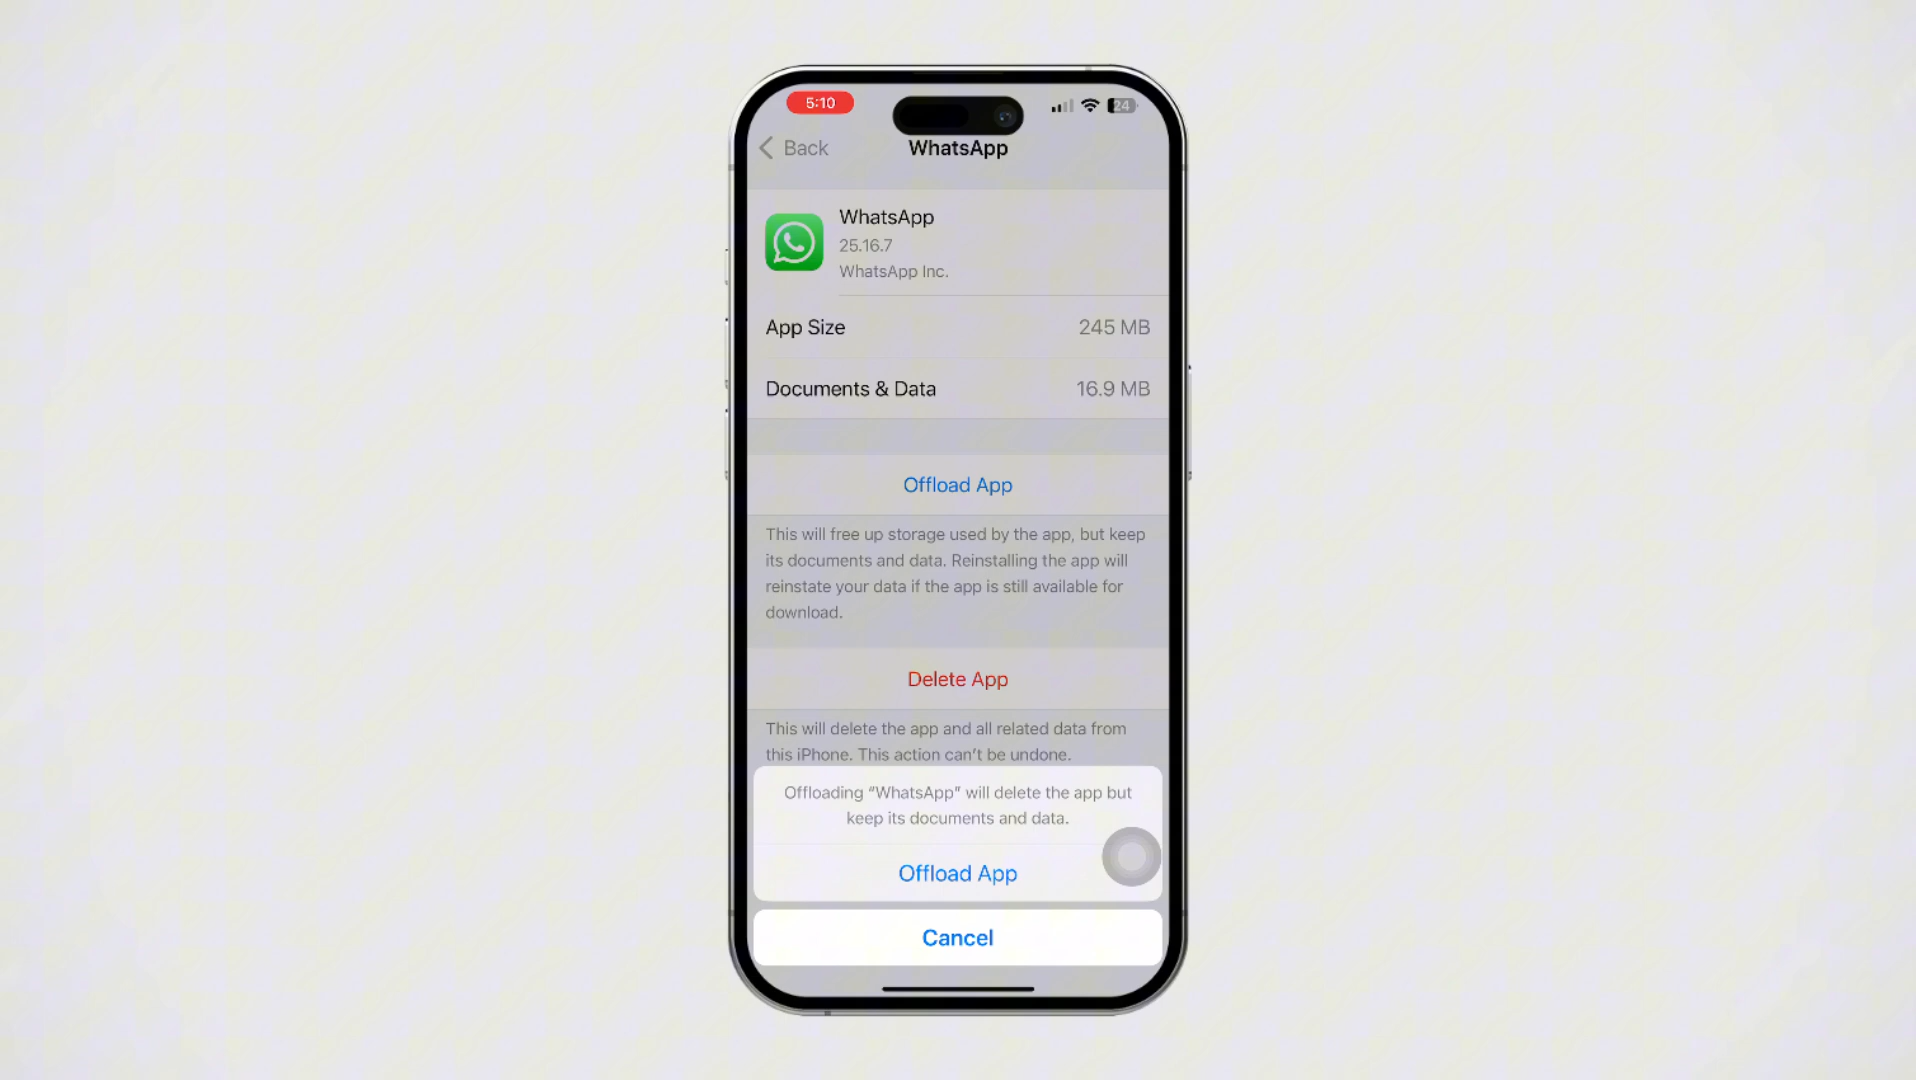 5:10
24
Back
WhatsApp
WhatsApp
25.16.7
WhatsApp Inc.
App Size
245 MB
Documents & Data
16.9 MB
Offload App
This will free up storage used by the app, but keep
its documents and data. Reinstalling the app will
reinstate your data if the app is still available for
download.
Delete App
This will delete the app and all related data from
this iPhone. This action can’t be undone.
Offloading “WhatsApp” will delete the app but
keep its documents and data.
Offload App
Cancel